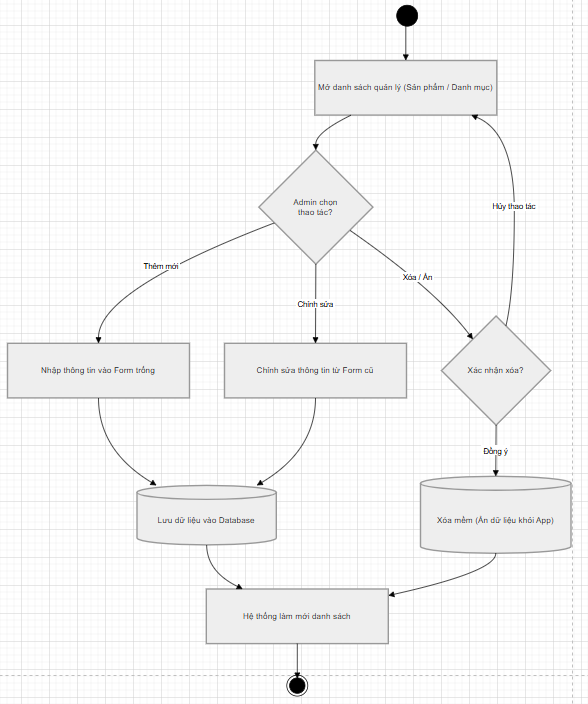 Mở danh sách quản lý (Sản phẩm / Danh mục)
Admin chọn
thao tác?
Hủy thao tác
Thêm mới
Xóa / Ẩn
Chỉnh sửa
Nhập thông tin vào Form trống
Chỉnh sửa thông tin từ Form cũ
Xác nhận xóa?
Đồng ý
Lưu dữ liệu vào Database
Xóa mềm (Ẩn dữ liệu khỏi App)
Hệ thống làm mới danh sách